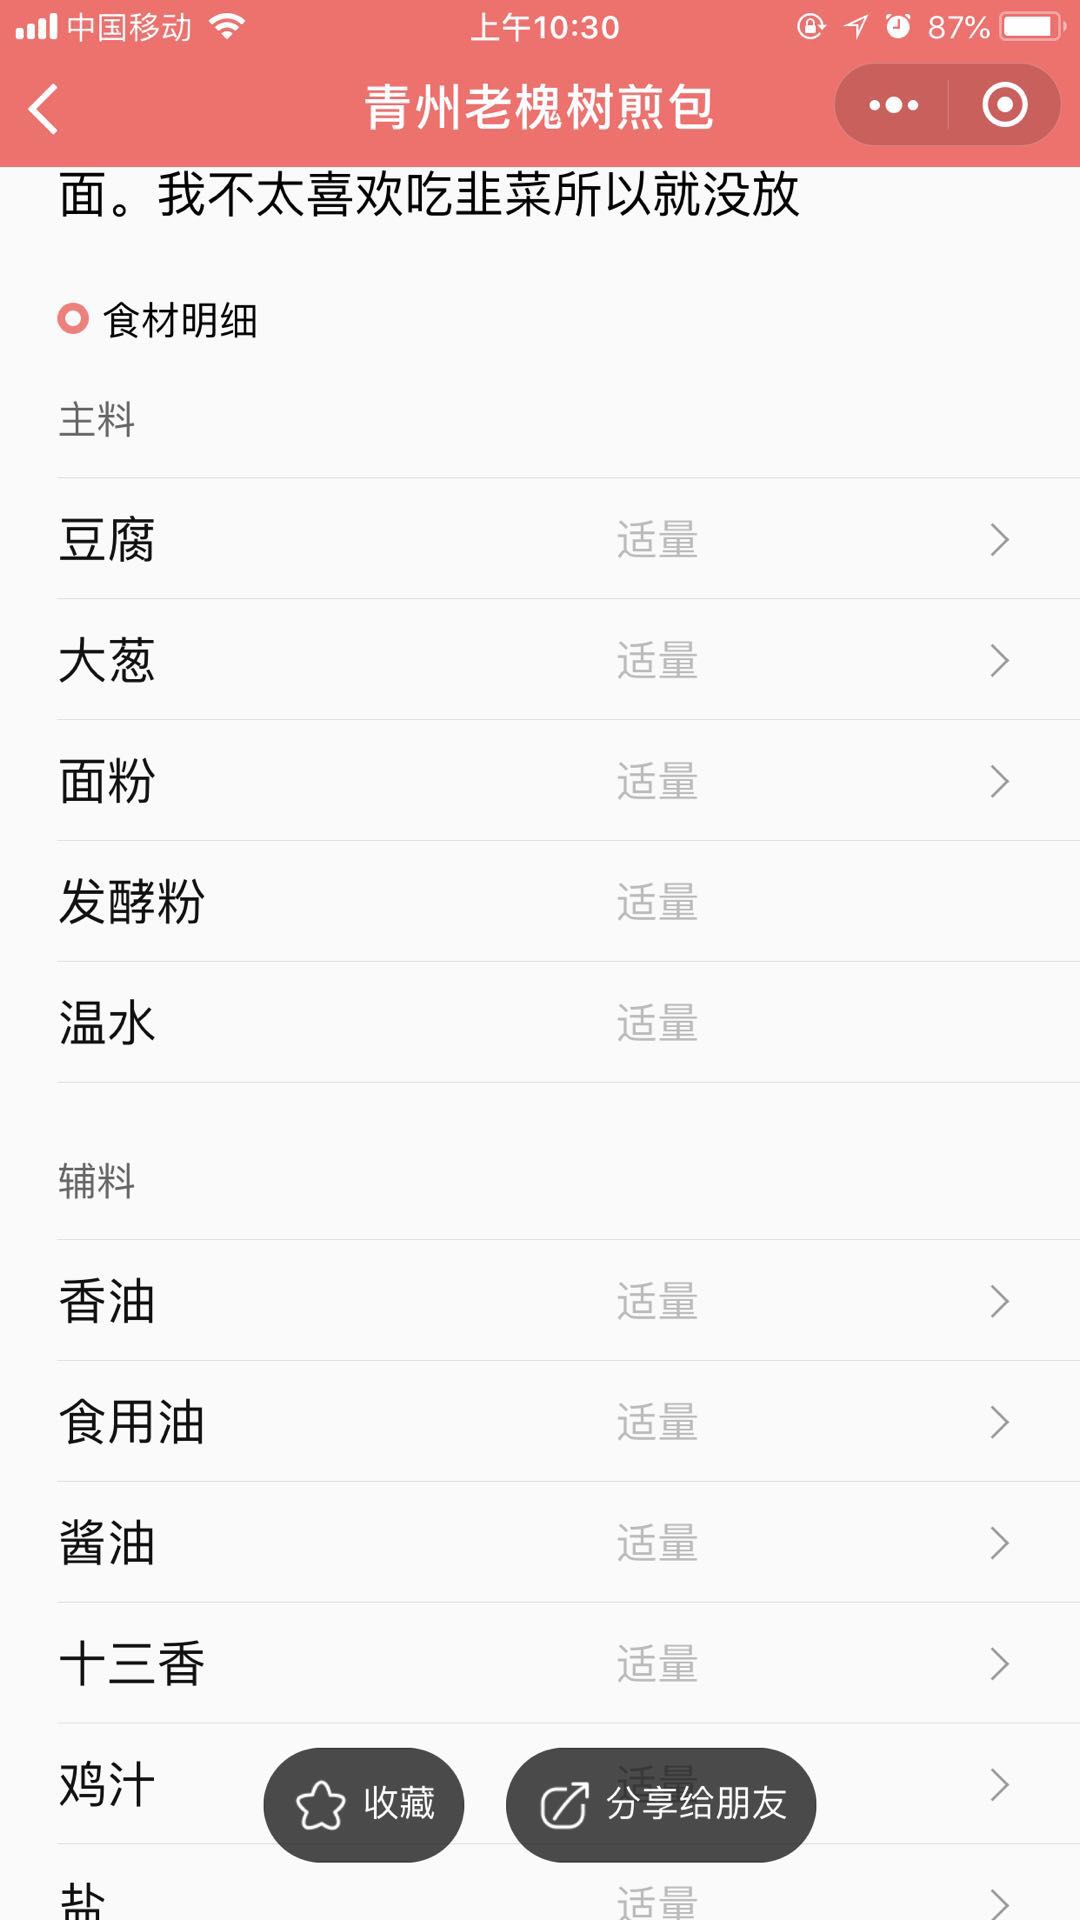 中国移动 上午10:30 87%
青州老槐树煎包
面。我不太喜欢吃韭菜所以就没放
食材明细
主料
豆腐 适量
大葱 适量
面粉 适量
发酵粉 适量
温水 适量
辅料
香油 适量
食用油 适量
酱油 适量
十三香 适量
鸡汁 适量
收藏 分享给朋友
盐 适量